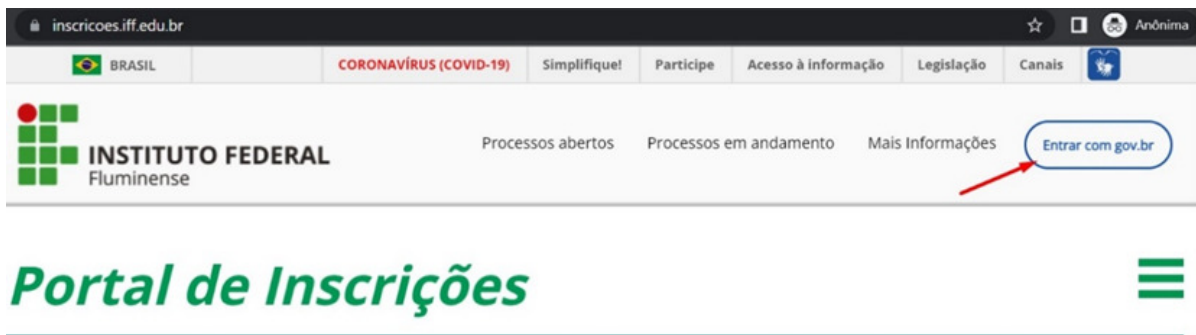 inscricoes.iff.edu.br Anônima
BRASIL CORONAVÍRUS (COVID-19) Simplifique! Participe Acesso à informação Legislação Canais
INSTITUTO FEDERAL
Fluminense
Processos abertos Processos em andamento Mais Informações Entrar com gov.br
Portal de Inscrições